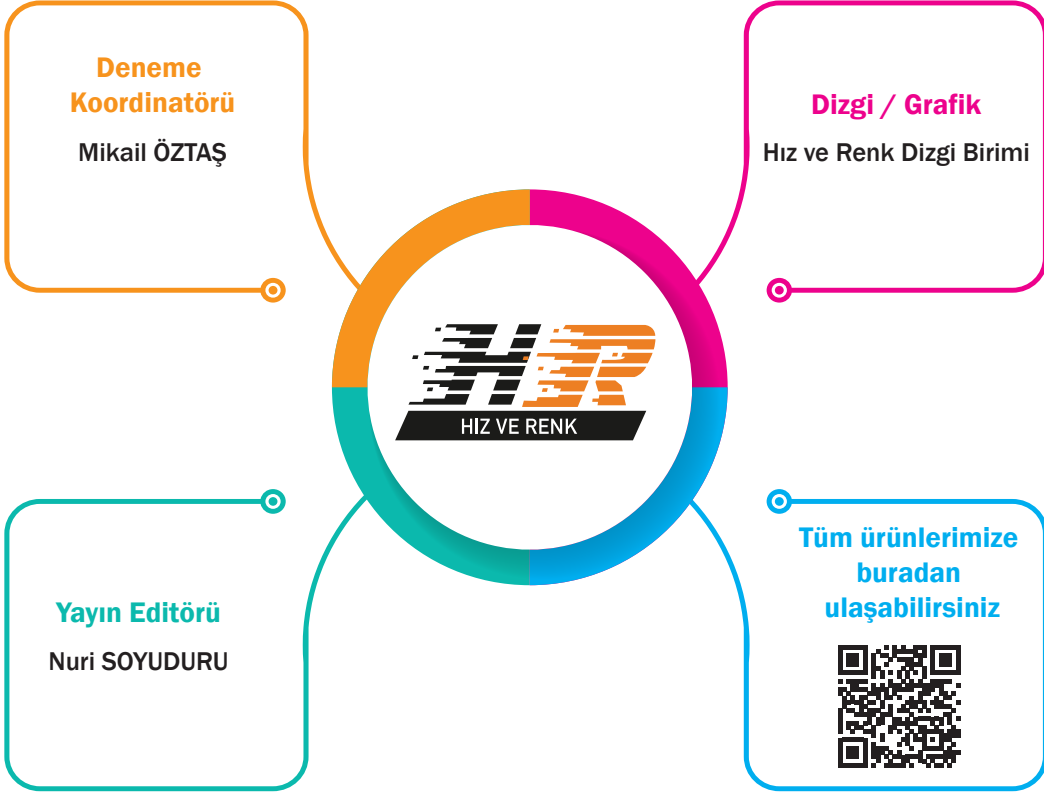 Deneme
Koordinatörü
Mikail ÖZTAŞ
Dizgi / Grafik
Hız ve Renk Dizgi Birimi
HR
HIZ VE RENK
Yayın Editörü
Nuri SOYUDURU
Tüm ürünlerimize
buradan
ulaşabilirsiniz